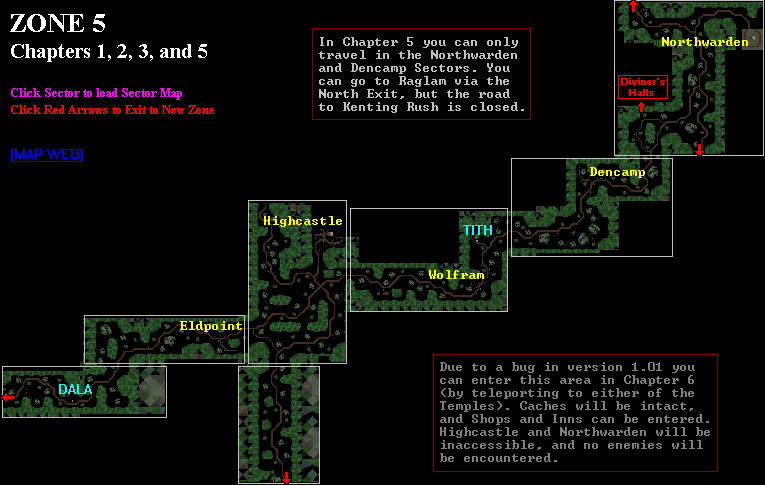 ZONE 5
Chapters 1, 2, 3, and 5
Click Sector to load Sector Map
Click Red Arrows to Exit to New Zone
[MAP WEB]
In Chapter 5 you can only
travel in the Northwarden
and Dencamp Sectors. You
can go to Raglam via the
North Exit, but the road
to Kenting Rush is closed.
Northwarden
Diviner's
Halls
Dencamp
Highcastle
TITH
Wolfram
Eldpoint
DALA
Due to a bug in version 1.01 you
can enter this area in Chapter 6
(by teleporting to either of the
Temples). Caches will be intact,
and Shops and Inns can be entered.
Highcastle and Northwarden will be
inaccessible, and no enemies will
be encountered.